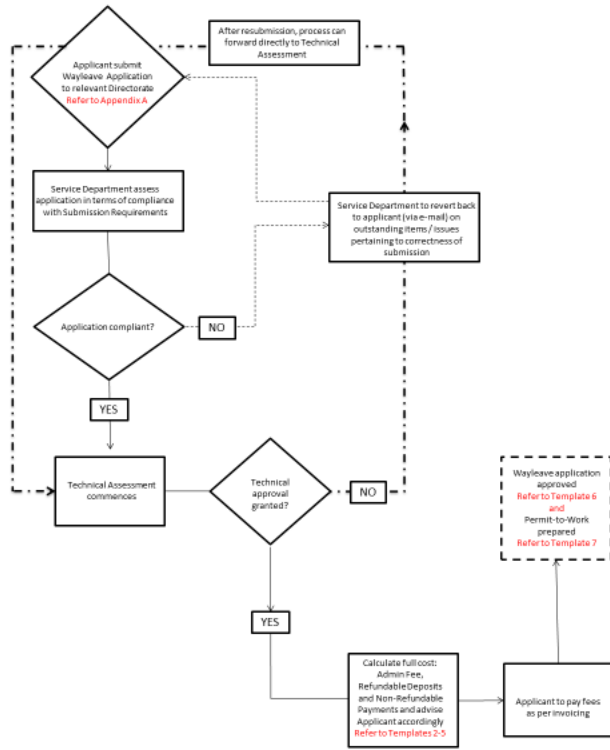 After resubmission, process can
forward directly to Technical
Assessment
Applicant submit
Wayleave Application
to relevant Directorate
Refer to Appendix A
Service Department assess
application in terms of compliance
with Submission Requirements
Service Department to revert back
to applicant (via e-mail) on
outstanding items / issues
pertaining to correctness of
submission
Application compliant?
NO
YES
Technical Assessment
commences
Technical
approval
granted?
NO
Wayleave application
approved
Refer to Template 6
and
Permit-to-Work
prepared
Refer to Template 7
YES
Calculate full cost:
Admin Fee,
Refundable Deposits
and Non-Refundable
Payments and advise
Applicant accordingly
Refer to Templates 2-5
Applicant to pay fees
as per invoicing